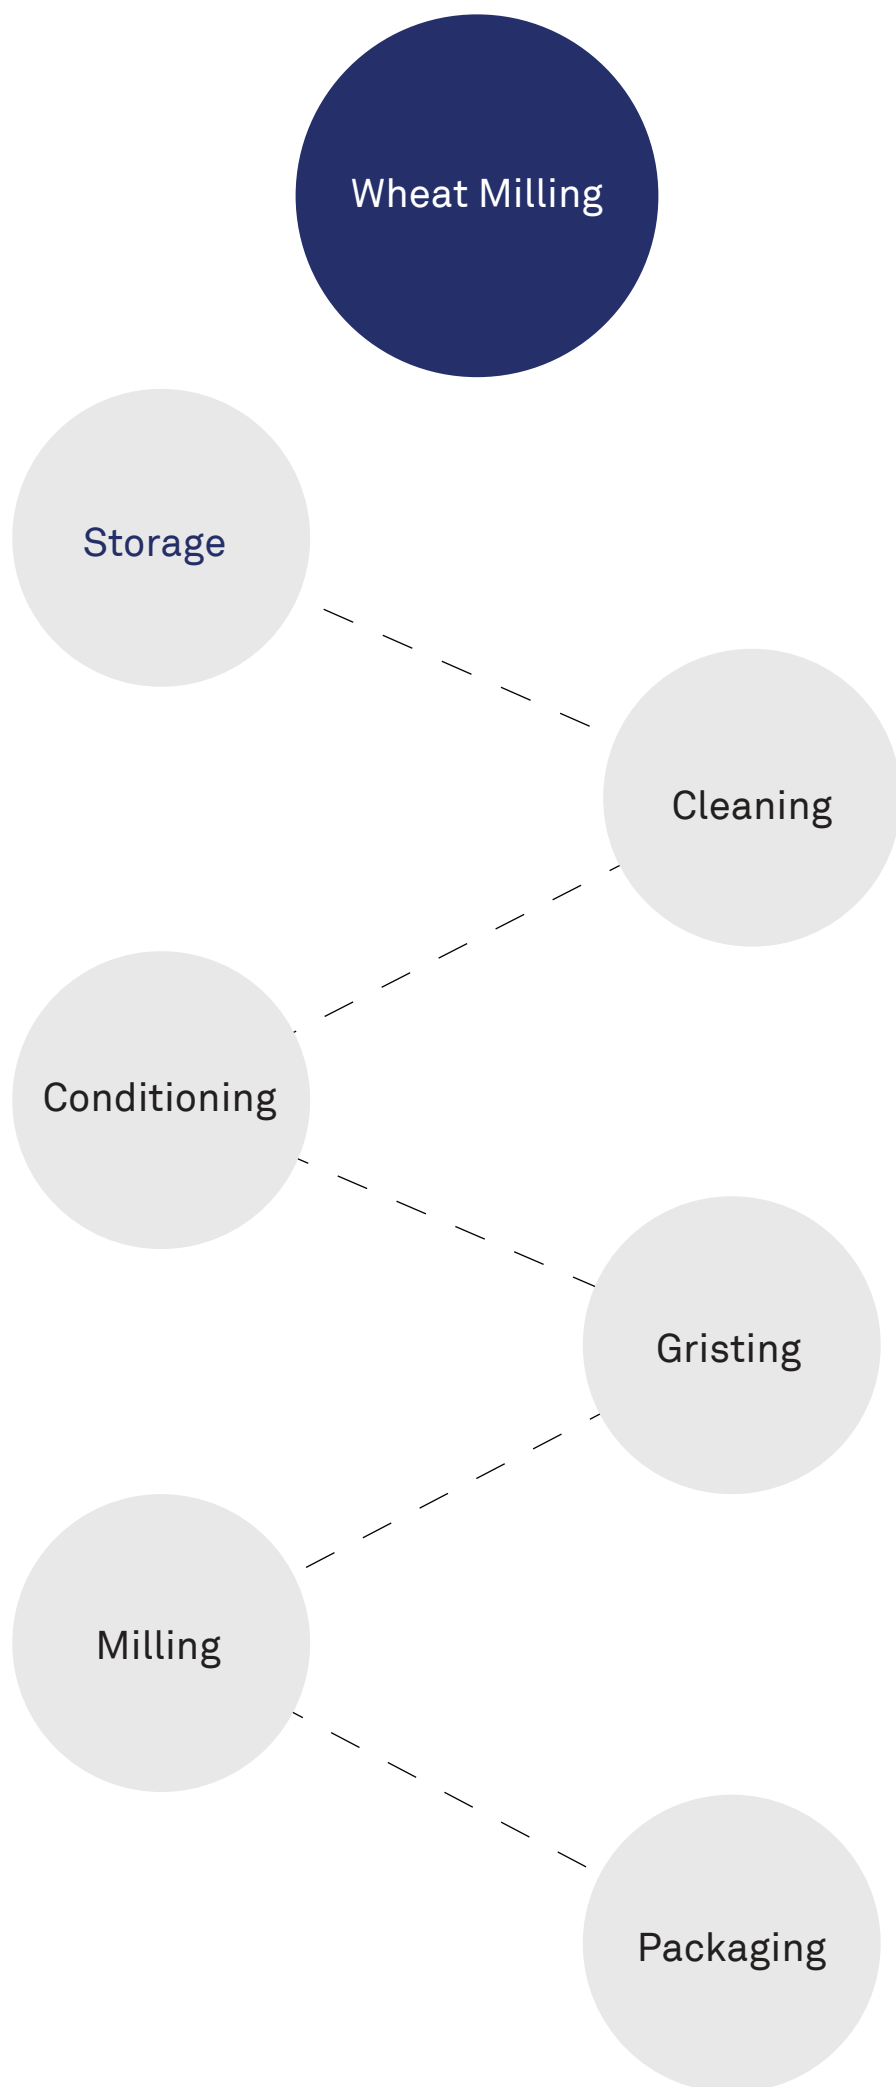 Wheat Milling
Storage
Cleaning
Conditioning
Gristing
Milling
Packaging